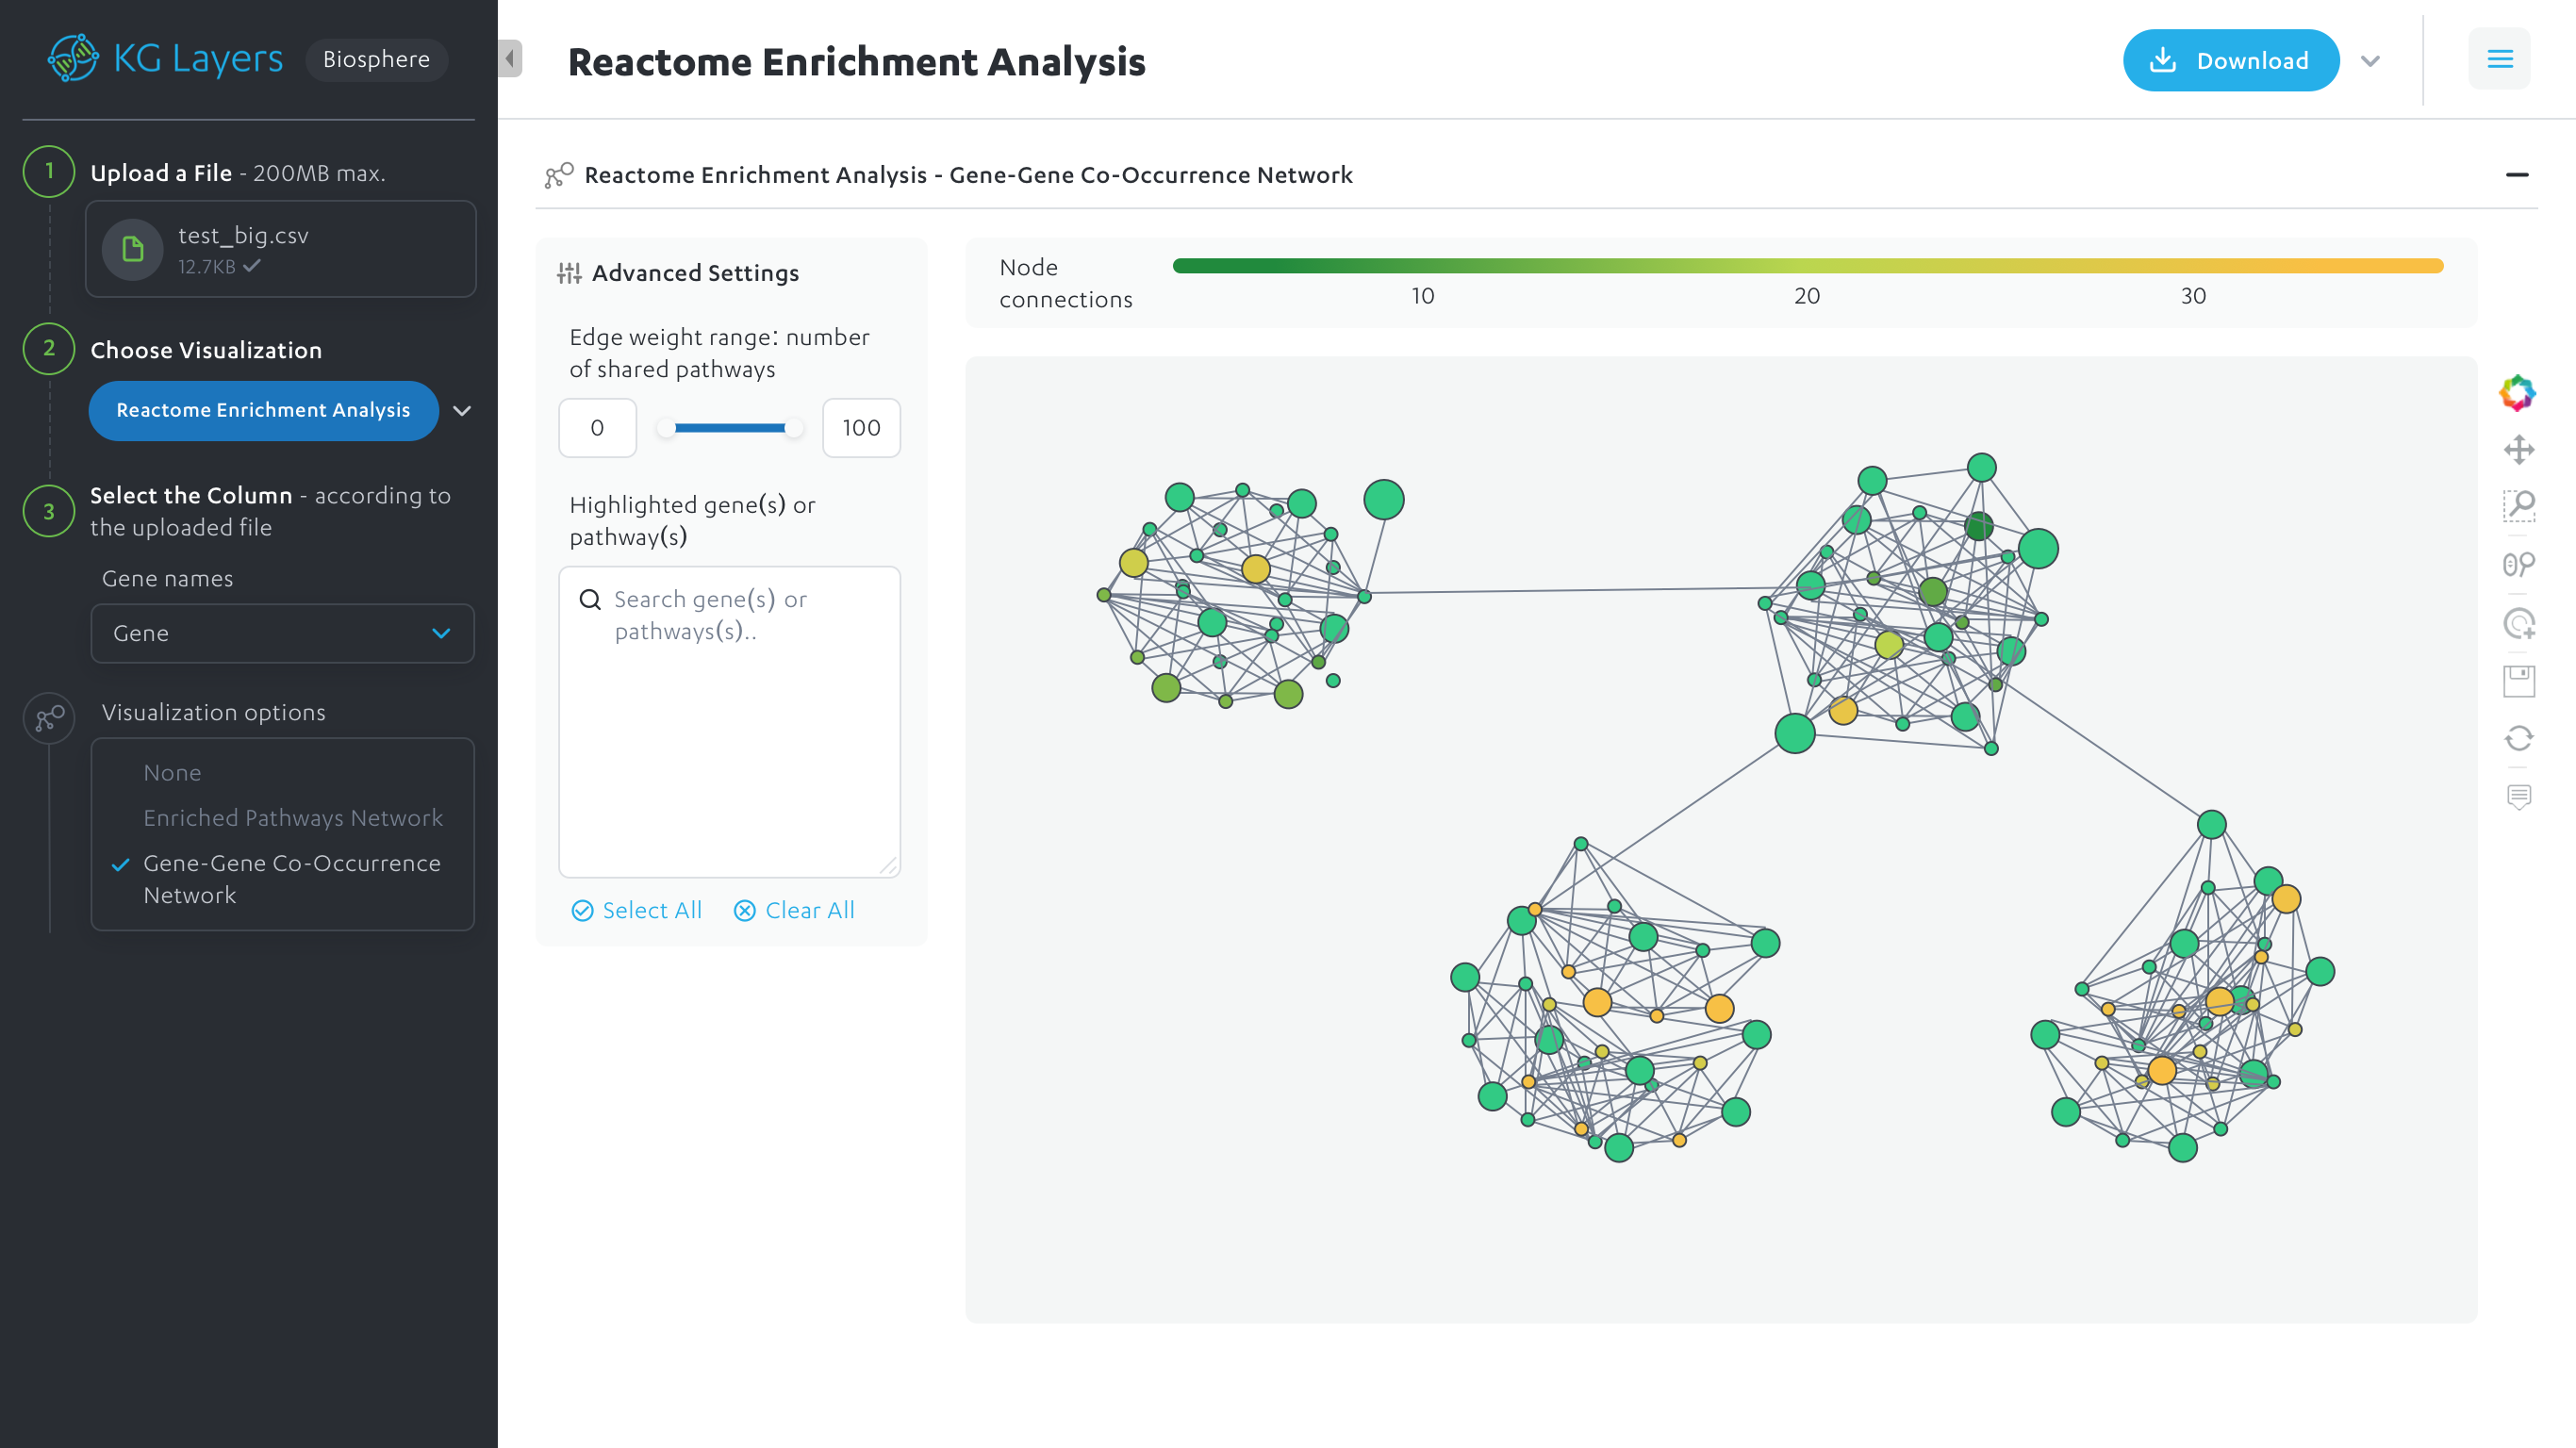 KG Layers
Biosphere
Reactome Enrichment Analysis
Download
1
Upload a File - 200MB max.
test_big.csv
12.7KB
2
Choose Visualization
Reactome Enrichment Analysis
3
Select the Column - according to
the uploaded file
Gene names
Gene
Visualization options
None
Enriched Pathways Network
Gene-Gene Co-Occurrence
Network
Reactome Enrichment Analysis - Gene-Gene Co-Occurrence Network
Advanced Settings
Edge weight range: number
of shared pathways
0
100
Highlighted gene(s) or
pathway(s)
Search gene(s) or
pathways(s)..
Select All
Clear All
Node
connections
10
20
30